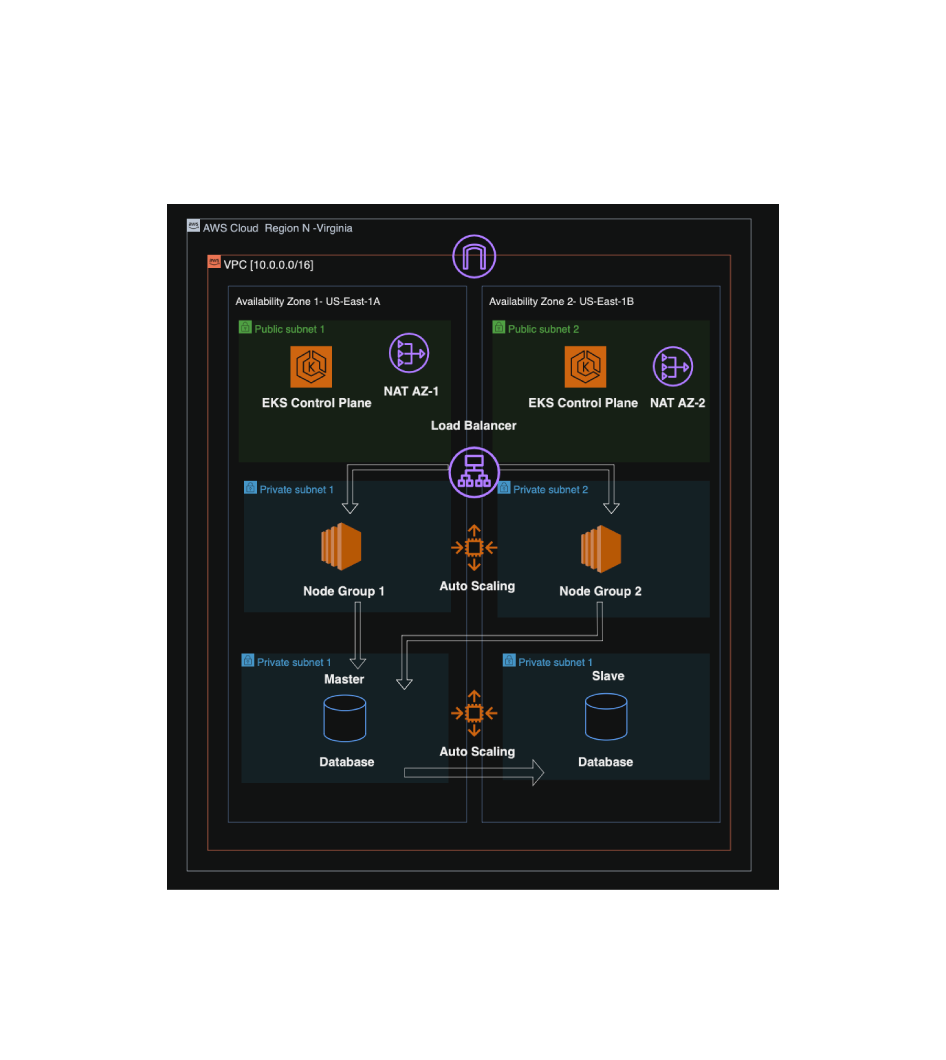 aws AWS Cloud  Region N -Virginia
aws VPC [10.0.0.0/16]
Availability Zone 1- US-East-1A
Availability Zone 2- US-East-1B
Public subnet 1
Public subnet 2
K
K
NAT AZ-1
EKS Control Plane
EKS Control Plane
NAT AZ-2
Load Balancer
Private subnet 1
Private subnet 2
Auto Scaling
Node Group 1
Node Group 2
Private subnet 1
Private subnet 1
Master
Slave
Auto Scaling
Database
Database